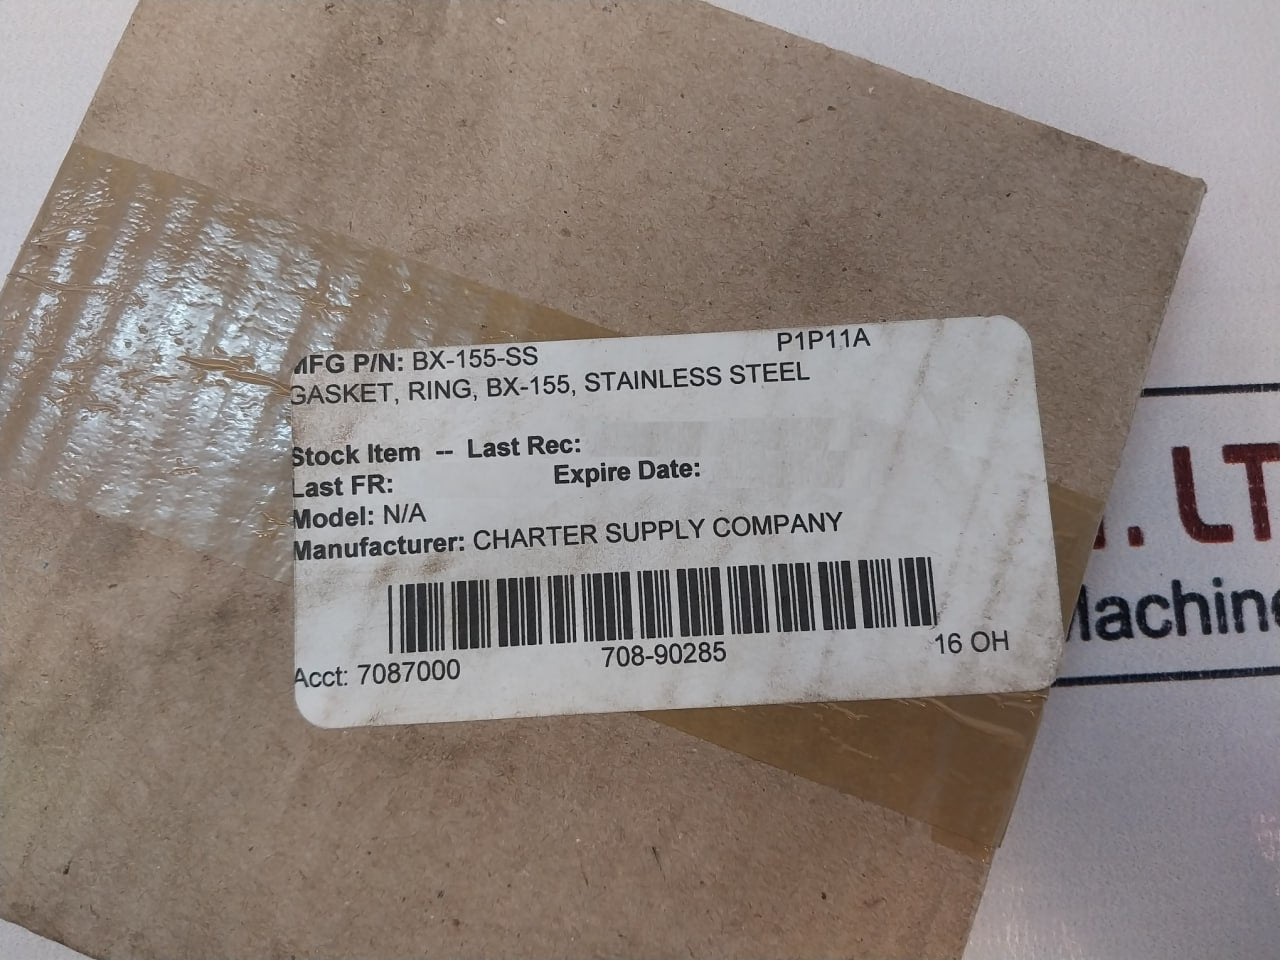 MFG P/N: BX-155-SS P1P11A
GASKET, RING, BX-155, STAINLESS STEEL
Stock Item -- Last Rec:
Last FR: Expire Date:
Model: N/A
Manufacturer: CHARTER SUPPLY COMPANY
Acct: 7087000 708-90285 16 OH